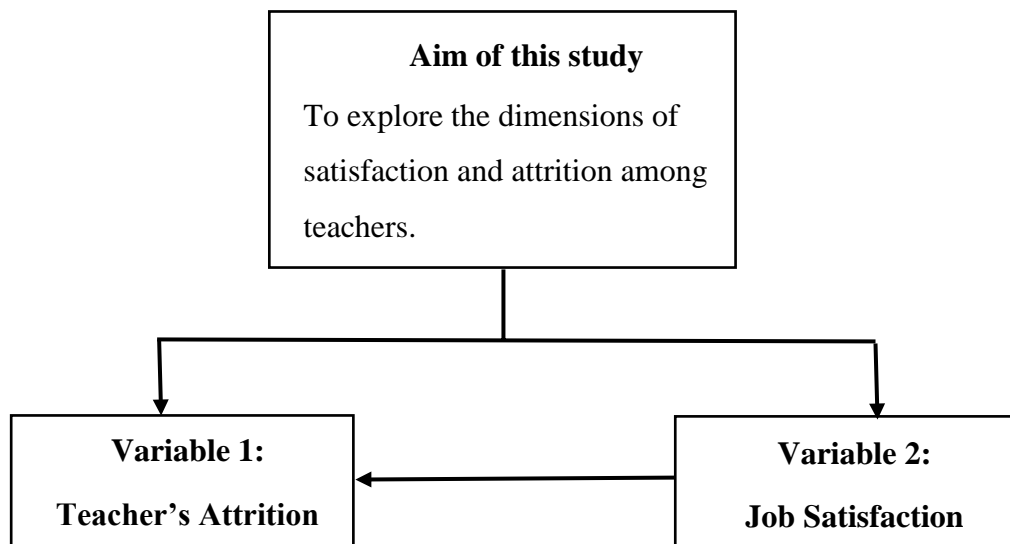 Aim of this study
To explore the dimensions of
satisfaction and attrition among
teachers.
Variable 1:
Teacher’s Attrition
Variable 2:
Job Satisfaction